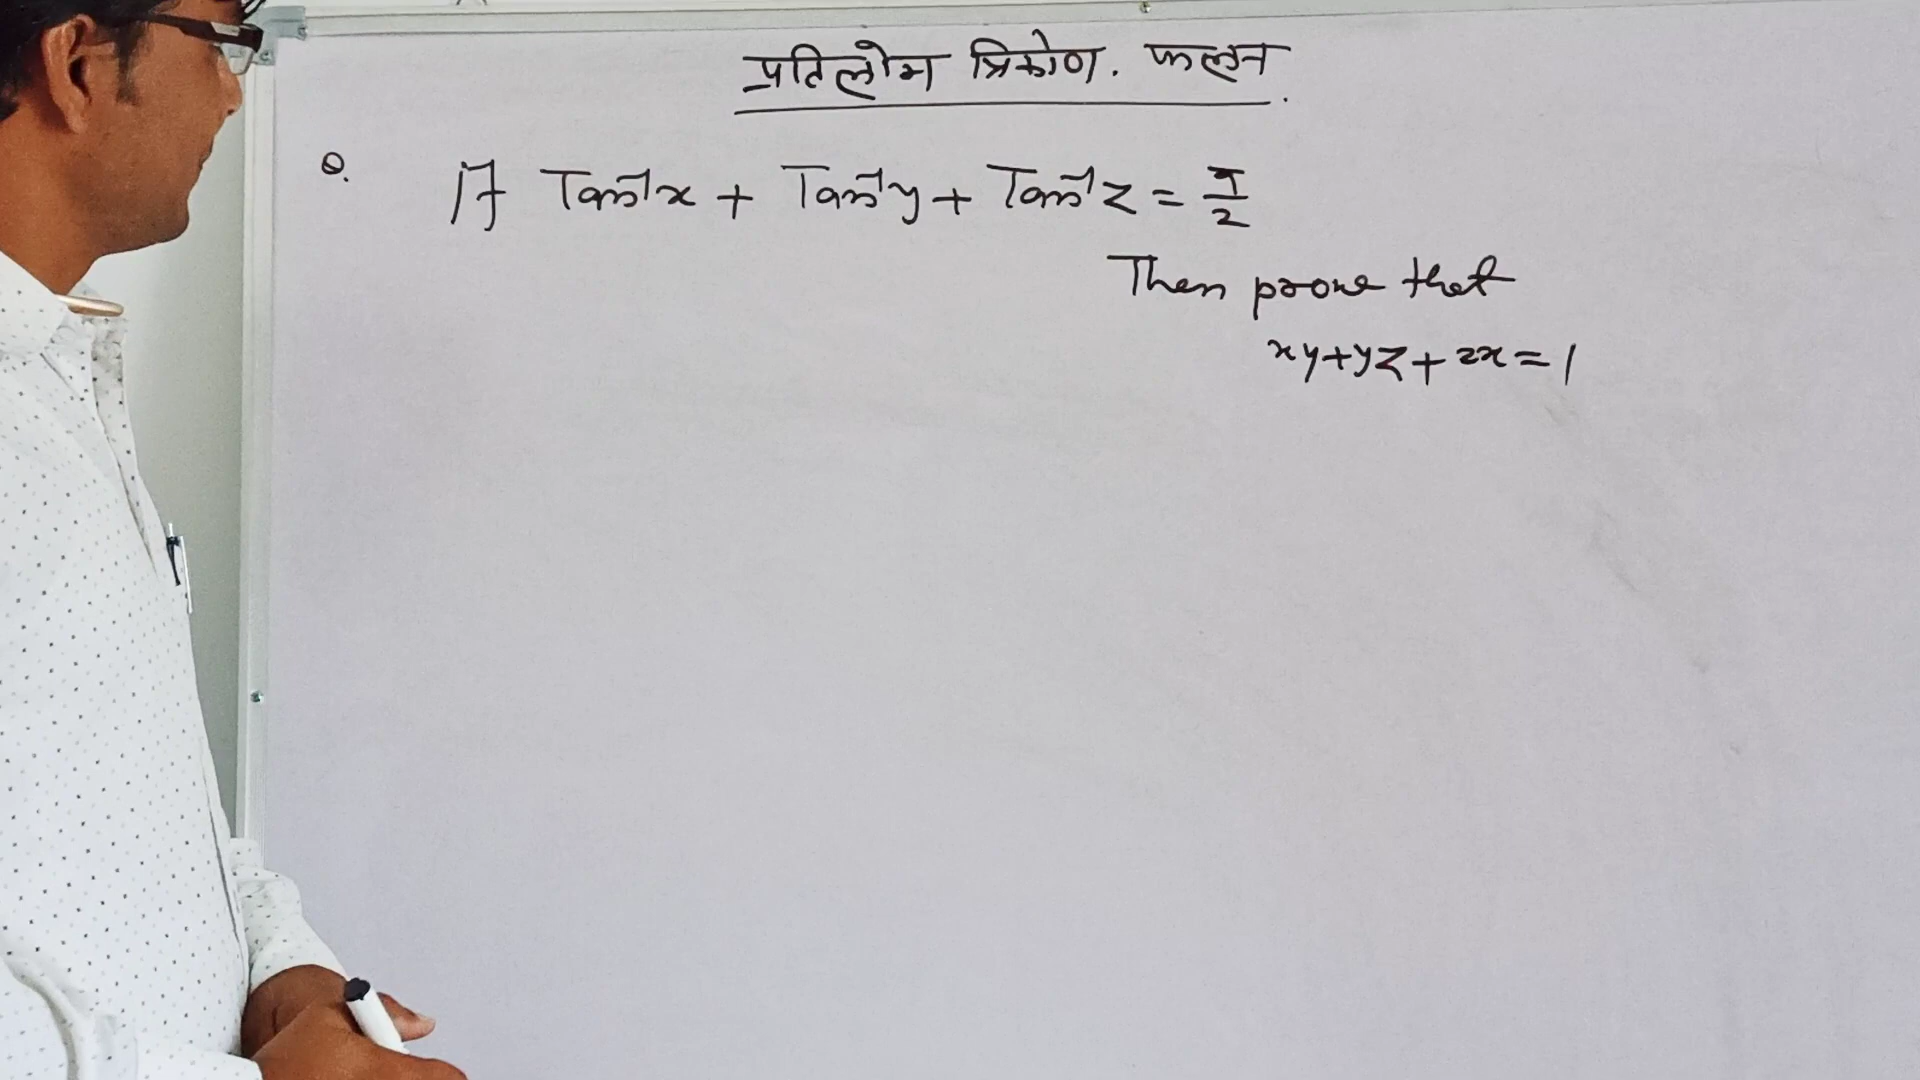 प्रतिलोम त्रिकोण. फलन.
Q. If Tan⁻¹x + Tan⁻¹y + Tan⁻¹z = π/2
Then prove that
xy+yz+zx=1